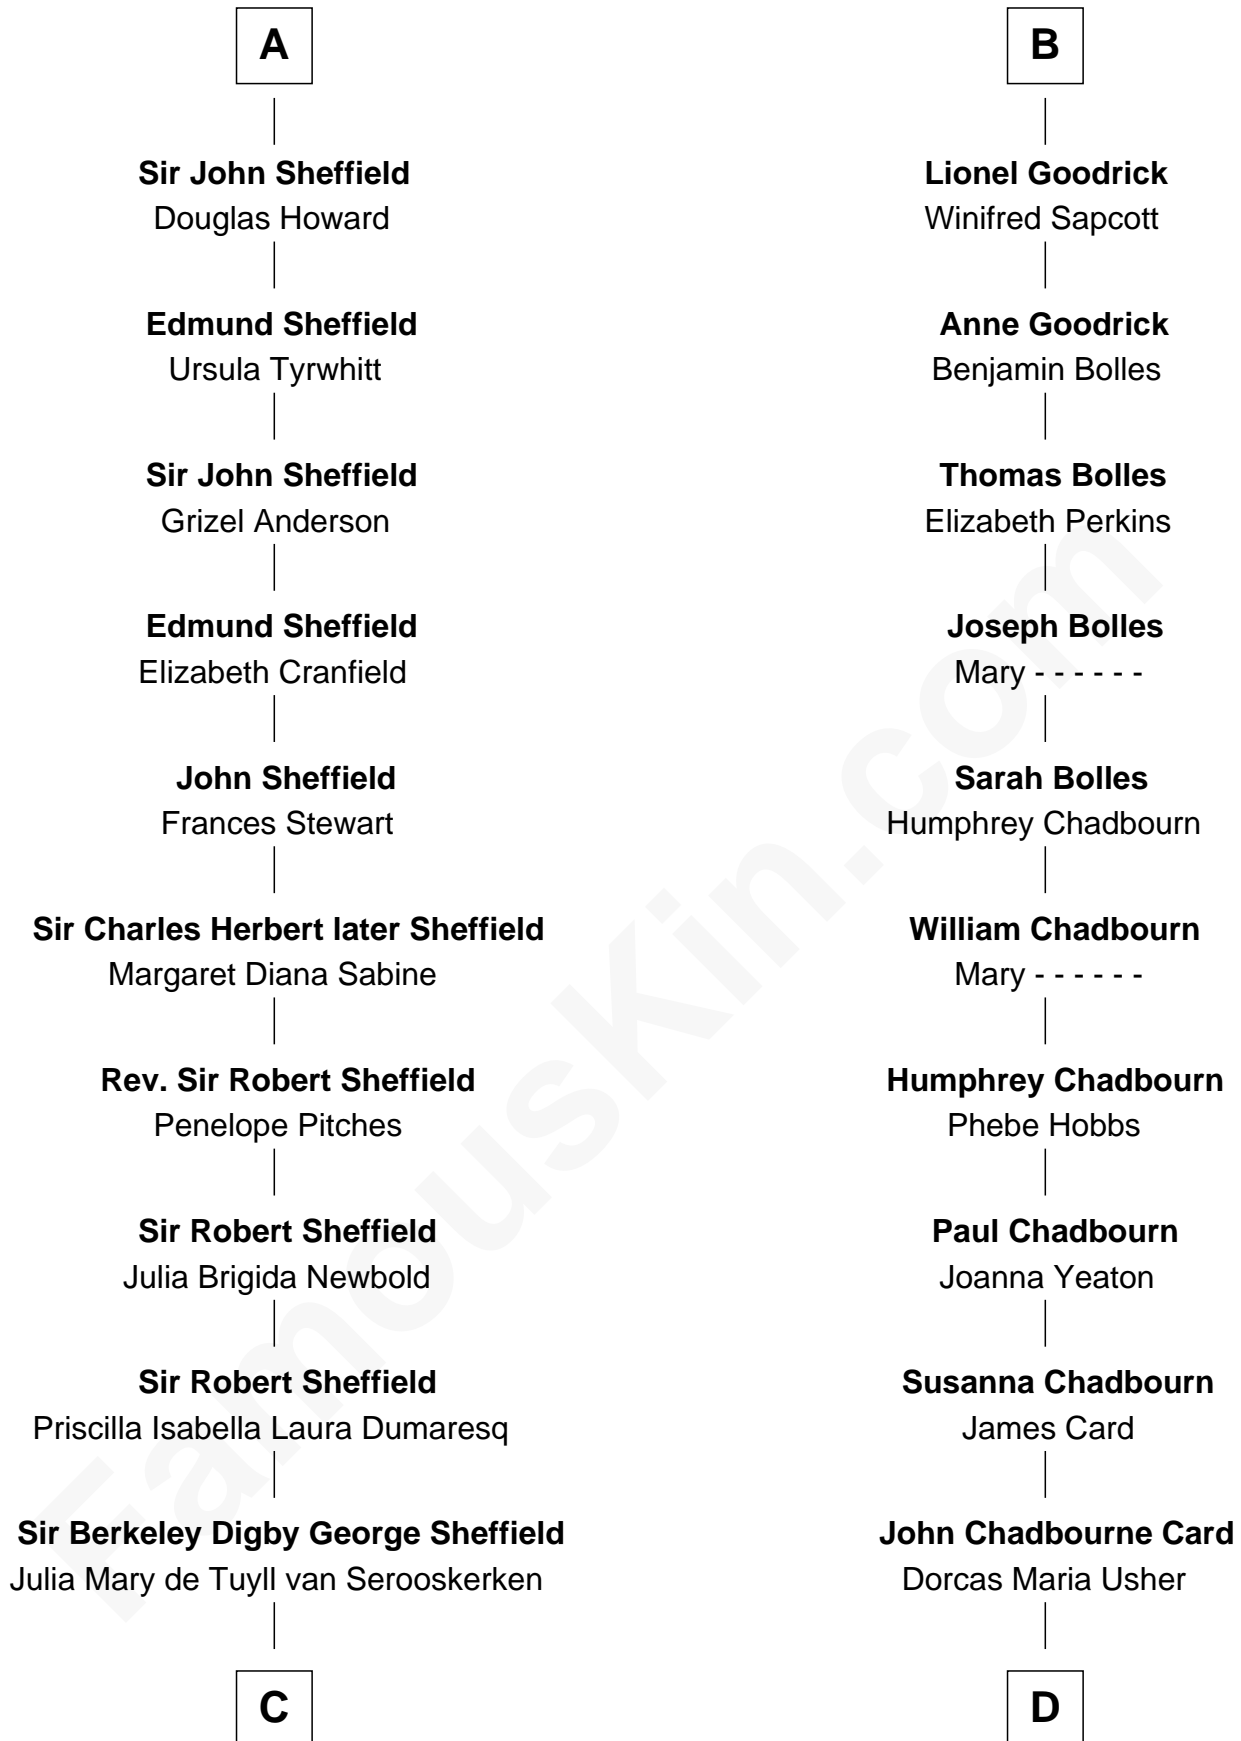 A
Sir John Sheffield
Douglas Howard
Edmund Sheffield
Ursula Tyrwhitt
Sir John Sheffield
Grizel Anderson
Edmund Sheffield
Elizabeth Cranfield
John Sheffield
Frances Stewart
Sir Charles Herbert later Sheffield
Margaret Diana Sabine
Rev. Sir Robert Sheffield
Penelope Pitches
Sir Robert Sheffield
Julia Brigida Newbold
Sir Robert Sheffield
Priscilla Isabella Laura Dumaresq
Sir Berkeley Digby George Sheffield
Julia Mary de Tuyll van Serooskerken
C
B
Lionel Goodrick
Winifred Sapcott
Anne Goodrick
Benjamin Bolles
Thomas Bolles
Elizabeth Perkins
Joseph Bolles
Mary - - - - - -
Sarah Bolles
Humphrey Chadbourn
William Chadbourn
Mary - - - - - -
Humphrey Chadbourn
Phebe Hobbs
Paul Chadbourn
Joanna Yeaton
Susanna Chadbourn
James Card
John Chadbourne Card
Dorcas Maria Usher
D
FamousKin.com